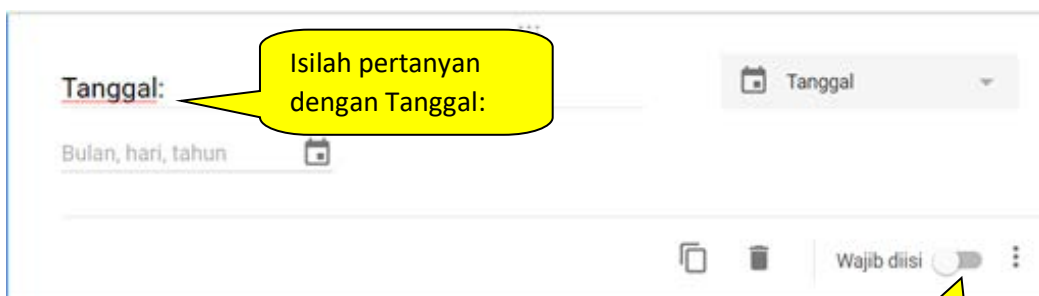 Tanggal:
Isilah pertanyan
dengan Tanggal:
Tanggal
Bulan, hari, tahun
Wajib diisi